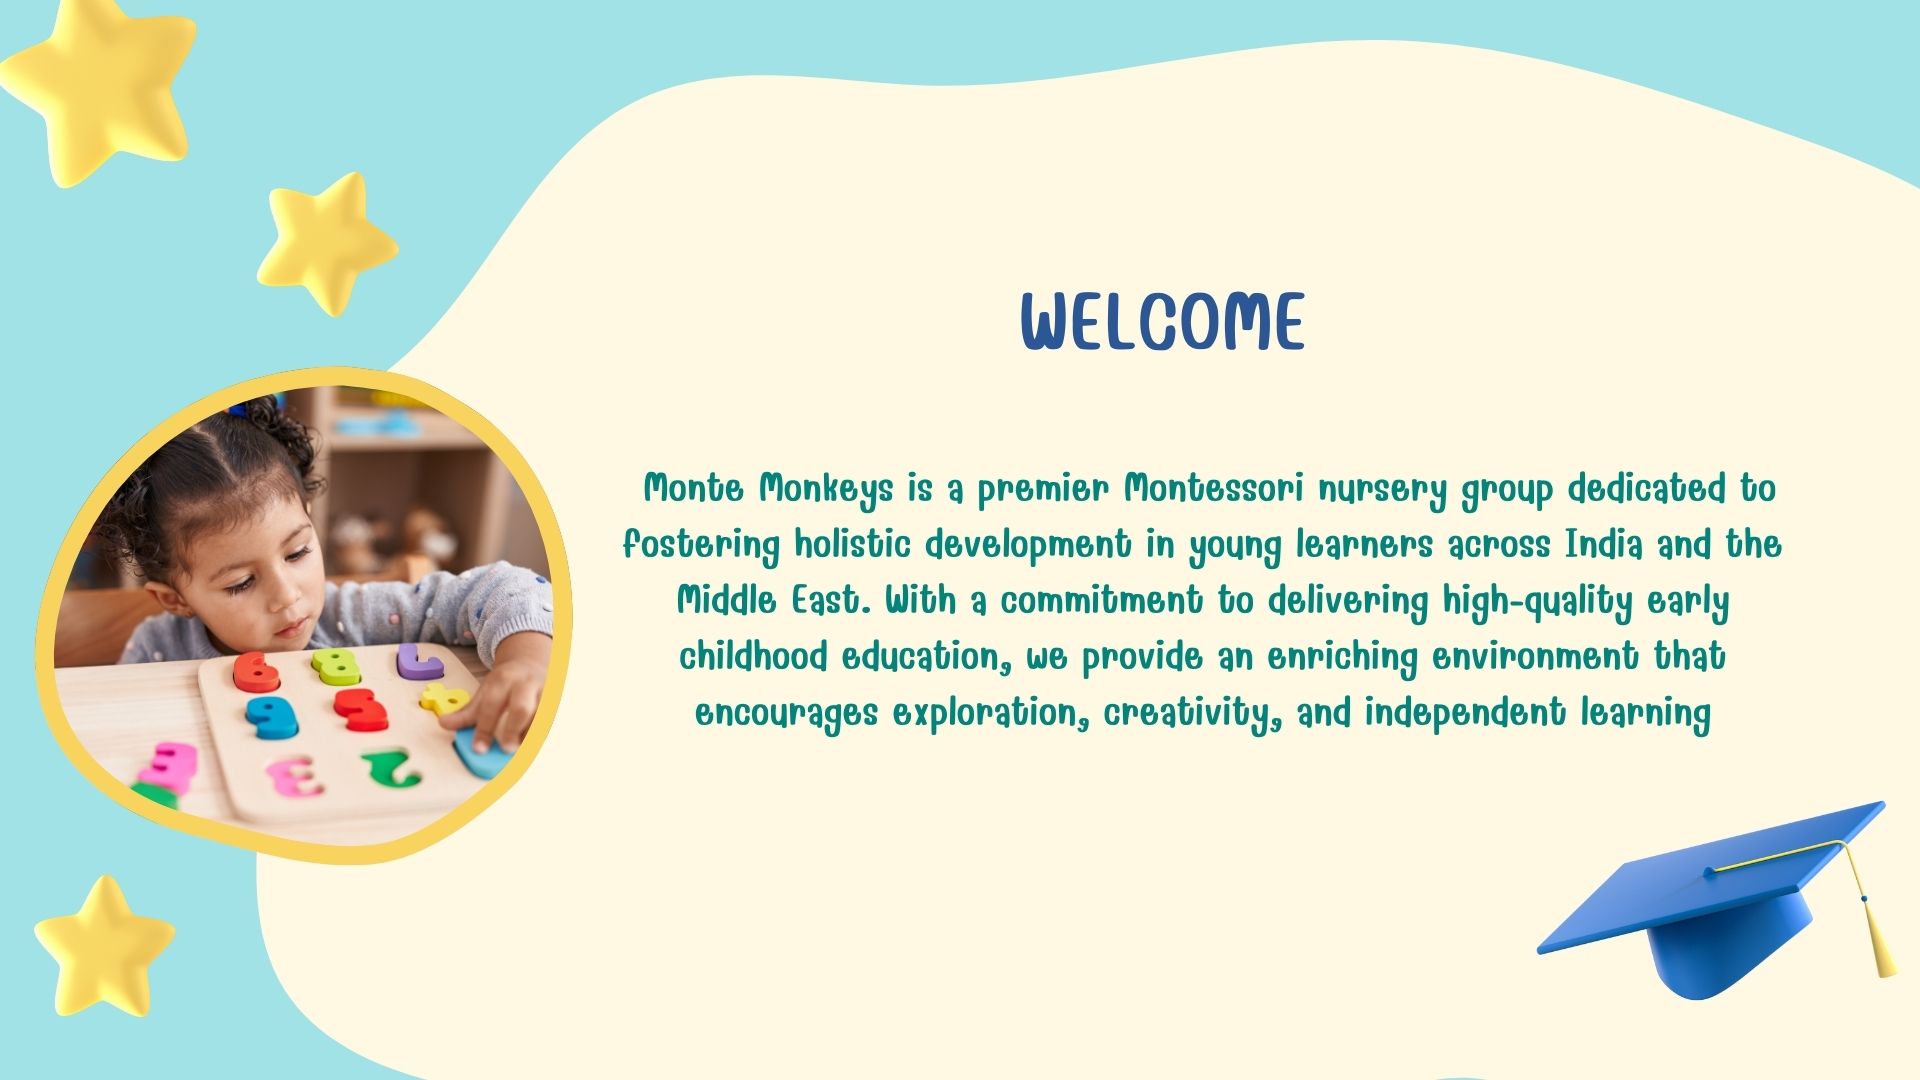 WELCOME
Monte Monkeys is a premier Montessori nursery group dedicated to
fostering holistic development in young learners across India and the
Middle East. With a commitment to delivering high-quality early
childhood education, we provide an enriching environment that
encourages exploration, creativity, and independent learning